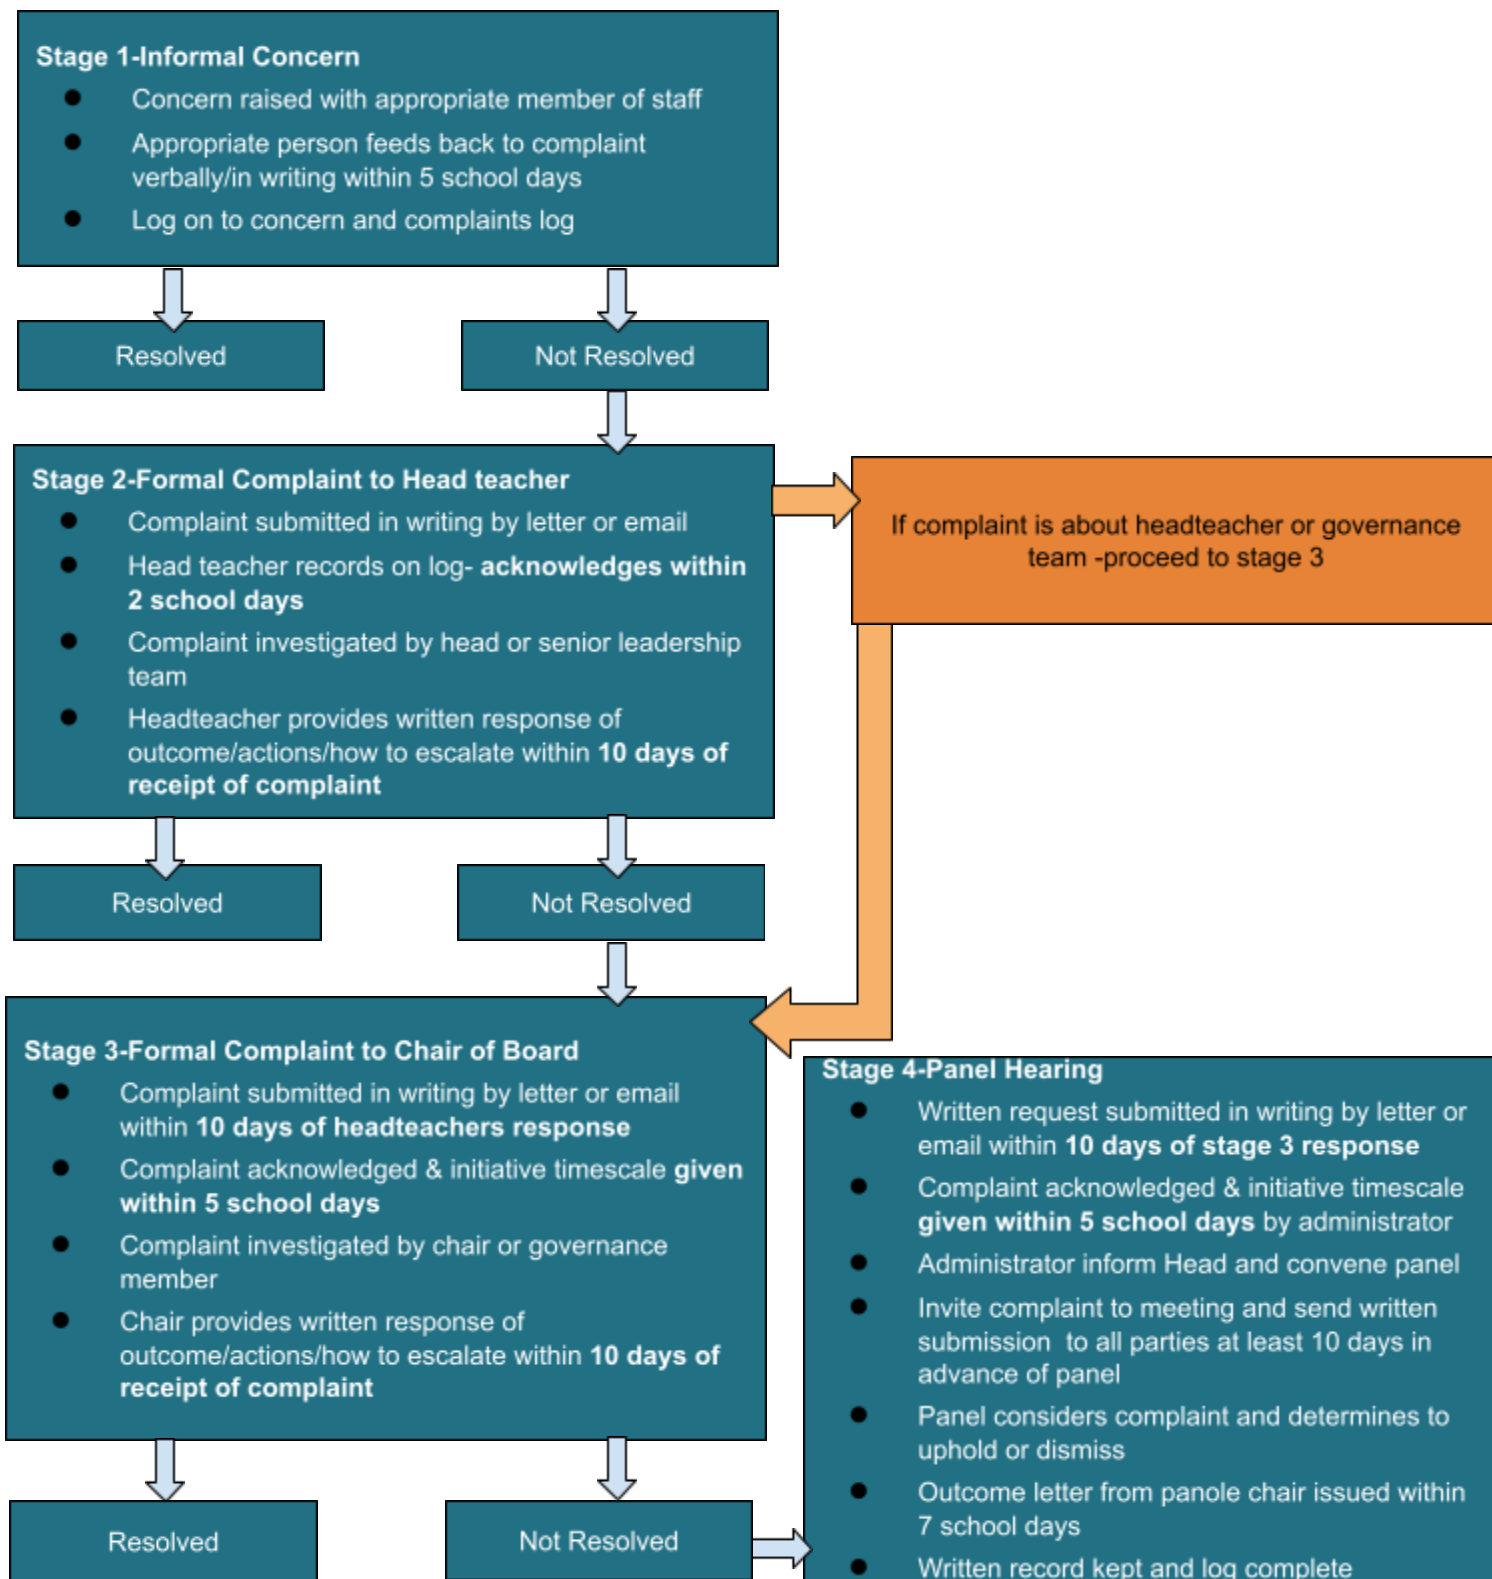 Stage 1-Informal Concern
● Concern raised with appropriate member of staff
● Appropriate person feeds back to complaint
verbally/in writing within 5 school days
● Log on to concern and complaints log
Resolved
Not Resolved
Stage 2-Formal Complaint to Head teacher
● Complaint submitted in writing by letter or email
● Head teacher records on log- acknowledges within
2 school days
● Complaint investigated by head or senior leadership
team
● Headteacher provides written response of
outcome/actions/how to escalate within 10 days of
receipt of complaint
If complaint is about headteacher or governance
team -proceed to stage 3
Resolved
Not Resolved
Stage 3-Formal Complaint to Chair of Board
● Complaint submitted in writing by letter or email
within 10 days of headteachers response
● Complaint acknowledged & initiative timescale given
within 5 school days
● Complaint investigated by chair or governance
member
● Chair provides written response of
outcome/actions/how to escalate within 10 days of
receipt of complaint
Resolved
Not Resolved
Stage 4-Panel Hearing
● Written request submitted in writing by letter or
email within 10 days of stage 3 response
● Complaint acknowledged & initiative timescale
given within 5 school days by administrator
● Administrator inform Head and convene panel
● Invite complaint to meeting and send written
submission  to all parties at least 10 days in
advance of panel
● Panel considers complaint and determines to
uphold or dismiss
● Outcome letter from panole chair issued within
7 school days
● Written record kept and log complete